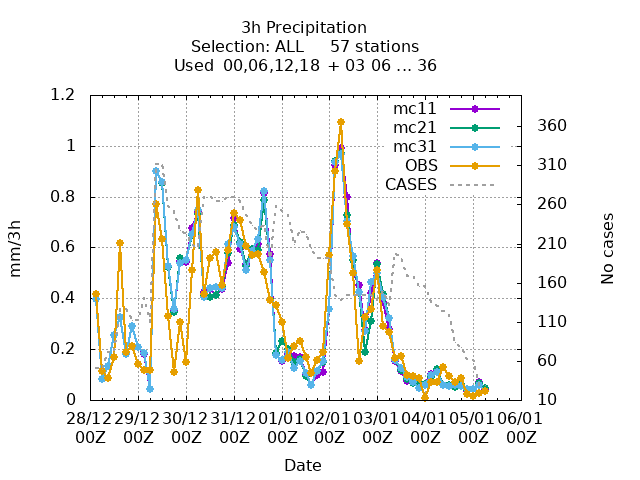 3h Precipitation
Selection: ALL 57 stations
Used 00,06,12,18 + 03 06 ... 36
mm/3h
1.2
1
0.8
0.6
0.4
0.2
0
mc11
mc21
mc31
OBS
CASES
360
310
260
210
160
110
60
10
No cases
28/12 29/12 30/12 31/12 01/01 02/01 03/01 04/01 05/01 06/01
00Z 00Z 00Z 00Z 00Z 00Z 00Z 00Z 00Z 00Z
Date